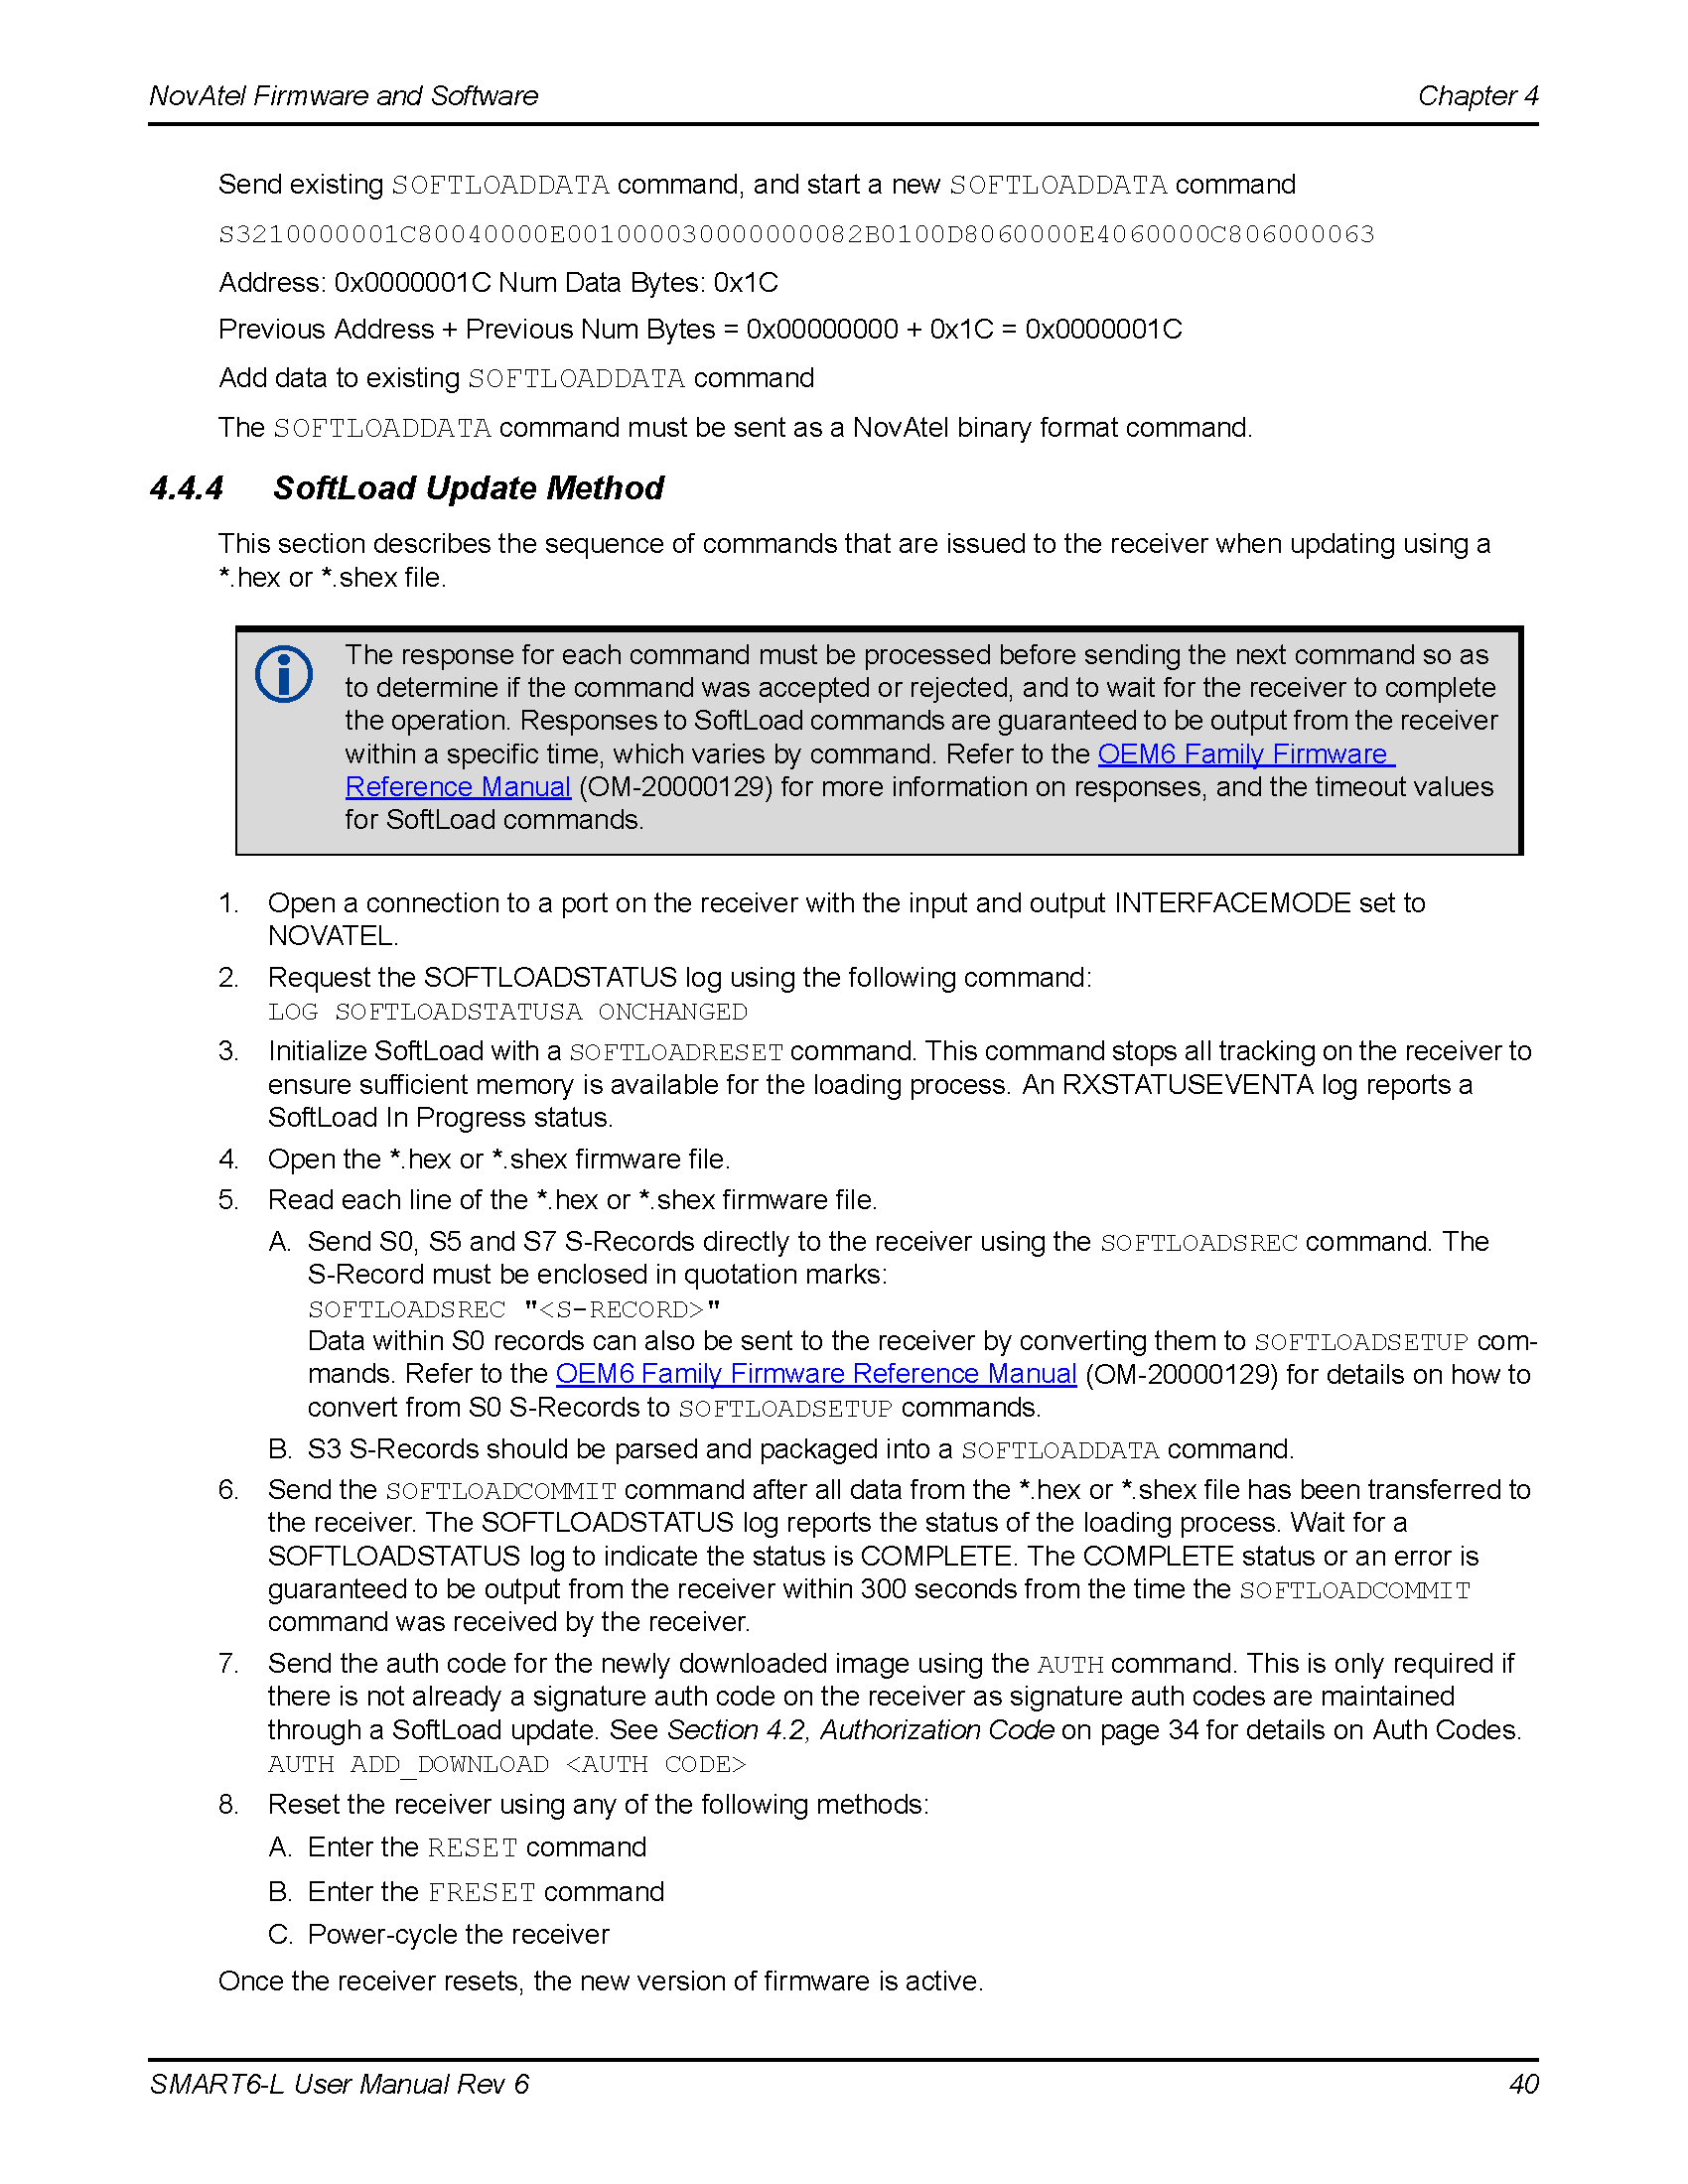 NovAtel Firmware and Software Chapter 4
Send existing SOFTLOADDATA command, and start a new SOFTLOADDATA command
S3210000001C80040000E001000030000000082B0100D8060000E4060000C806000063
Address: 0x0000001C Num Data Bytes: 0x1C
Previous Address + Previous Num Bytes = 0x00000000 + 0x1C = 0x0000001C
Add data to existing SOFTLOADDATA command
The SOFTLOADDATA command must be sent as a NovAtel binary format command.
4.4.4 SoftLoad Update Method
This section describes the sequence of commands that are issued to the receiver when updating using a
*.hex or *.shex file.
The response for each command must be processed before sending the next command so as
to determine if the command was accepted or rejected, and to wait for the receiver to complete
the operation. Responses to SoftLoad commands are guaranteed to be output from the receiver
within a specific time, which varies by command. Refer to the OEM6 Family Firmware
Reference Manual (OM-20000129) for more information on responses, and the timeout values
for SoftLoad commands.
1. Open a connection to a port on the receiver with the input and output INTERFACEMODE set to
NOVATEL.
2. Request the SOFTLOADSTATUS log using the following command:
LOG SOFTLOADSTATUSA ONCHANGED
3. Initialize SoftLoad with a SOFTLOADRESET command. This command stops all tracking on the receiver to
ensure sufficient memory is available for the loading process. An RXSTATUSEVENTA log reports a
SoftLoad In Progress status.
4. Open the *.hex or *.shex firmware file.
5. Read each line of the *.hex or *.shex firmware file.
A. Send S0, S5 and S7 S-Records directly to the receiver using the SOFTLOADSREC command. The
S-Record must be enclosed in quotation marks:
SOFTLOADSREC "<S-RECORD>"
Data within S0 records can also be sent to the receiver by converting them to SOFTLOADSETUP com-
mands. Refer to the OEM6 Family Firmware Reference Manual (OM-20000129) for details on how to
convert from S0 S-Records to SOFTLOADSETUP commands.
B. S3 S-Records should be parsed and packaged into a SOFTLOADDATA command.
6. Send the SOFTLOADCOMMIT command after all data from the *.hex or *.shex file has been transferred to
the receiver. The SOFTLOADSTATUS log reports the status of the loading process. Wait for a
SOFTLOADSTATUS log to indicate the status is COMPLETE. The COMPLETE status or an error is
guaranteed to be output from the receiver within 300 seconds from the time the SOFTLOADCOMMIT
command was received by the receiver.
7. Send the auth code for the newly downloaded image using the AUTH command. This is only required if
there is not already a signature auth code on the receiver as signature auth codes are maintained
through a SoftLoad update. See Section 4.2, Authorization Code on page 34 for details on Auth Codes.
AUTH ADD_DOWNLOAD <AUTH CODE>
8. Reset the receiver using any of the following methods:
A. Enter the RESET command
B. Enter the FRESET command
C. Power-cycle the receiver
Once the receiver resets, the new version of firmware is active.
SMART6-L User Manual Rev 6 40